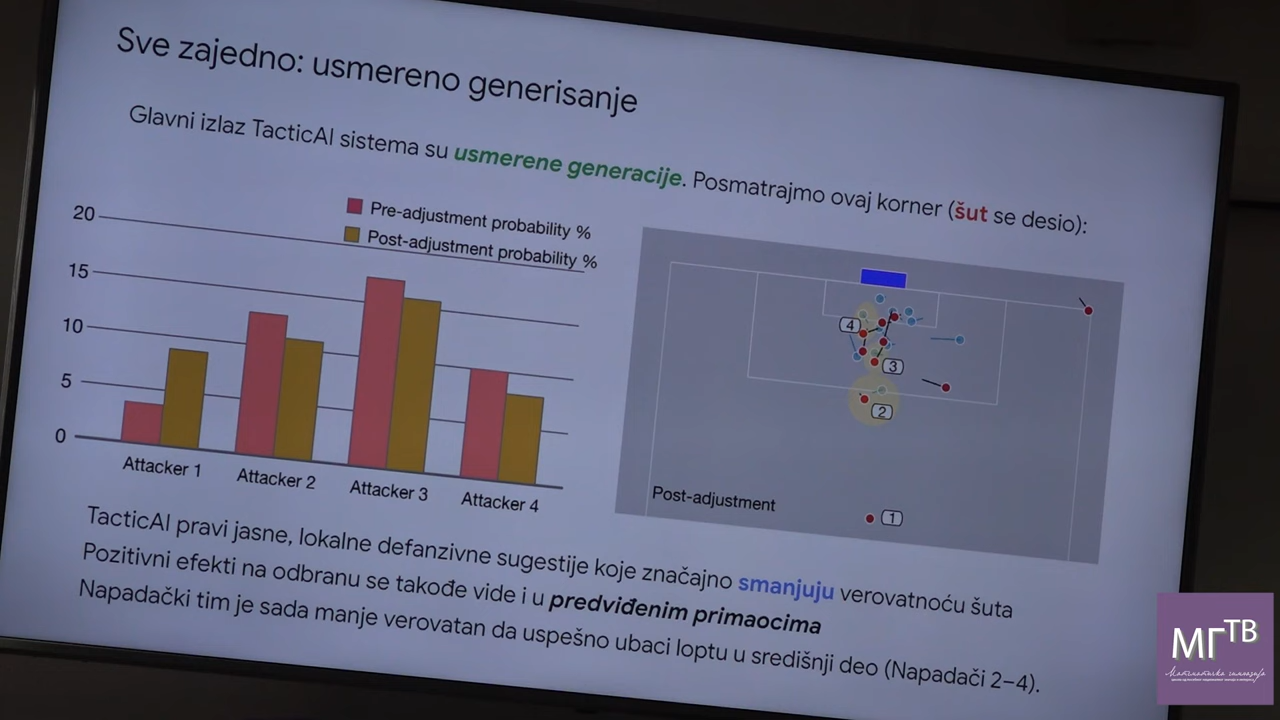 Sve zajedno: usmereno generisanje
Glavni izlaz TacticAI sistema su usmerene generacije. Posmatrajmo ovaj korner (šut se desio):
Pre-adjustment probability %
Post-adjustment probability %
20
15
10
5
0
Attacker 1
Attacker 2
Attacker 3
Attacker 4
4
3
2
1
Post-adjustment
TacticAI pravi jasne, lokalne defanzivne sugestije koje značajno smanjuju verovatnoću šuta
Pozitivni efekti na odbranu se takođe vide i u predviđenim primaocima
Napadački tim je sada manje verovatan da uspešno ubaci loptu u središnji deo (Napadači 2–4).
МГТВ
Математичка гимназија